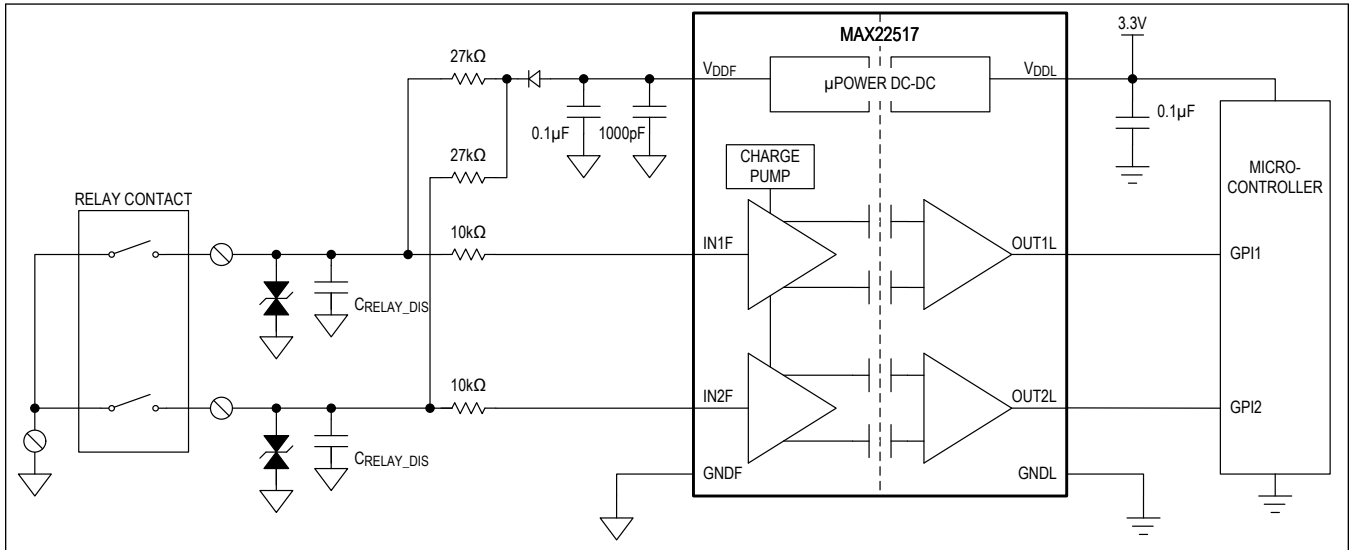 MAX22517
3.3V
27kΩ
VDDF
µPOWER DC-DC
VDDL
0.1µF
1000pF
0.1µF
27kΩ
CHARGE
PUMP
MICRO-
CONTROLLER
RELAY CONTACT
10kΩ
IN1F
OUT1L
GPI1
CRELAY_DIS
10kΩ
IN2F
OUT2L
GPI2
CRELAY_DIS
GNDF
GNDL